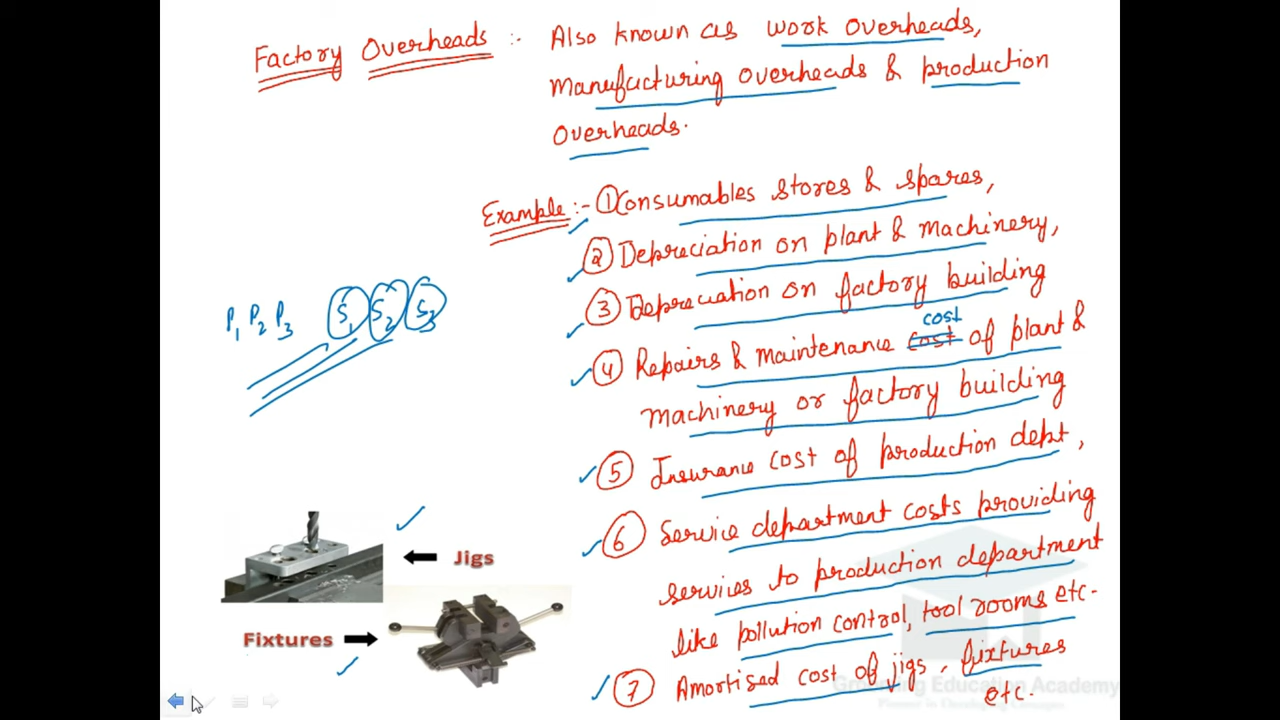 Factory Overheads :- Also known as work overheads,
Manufacturing overheads & production
overheads.
Example :- ① Consumables stores & spares,
② Depreciation on plant & machinery,
③ Depreciation on factory building
cost
④ Repairs & maintenance cost of plant &
Machinery or factory building
⑤ Insurance cost of production dept,
⑥ Service department costs providing
services to production department
like pollution control, tool rooms etc.
⑦ Amortised cost of jigs, fixtures
etc.
P1 P2 P3 S1 S2 S3
Jigs
Fixtures
Education Academy